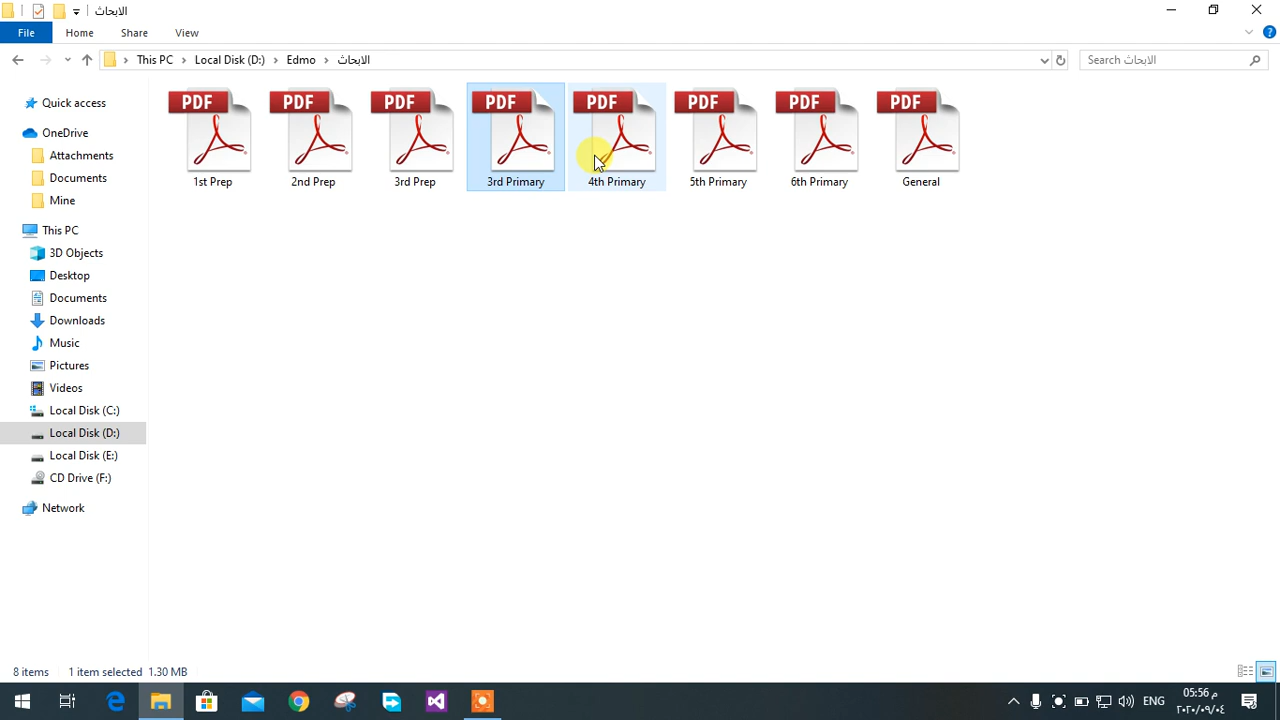 الابحاث
File Home Share View
This PC Local Disk (D:) Edmo الابحاث
Search الابحاث
PDF PDF PDF PDF PDF PDF PDF PDF
1st Prep 2nd Prep 3rd Prep 3rd Primary 4th Primary 5th Primary 6th Primary General
Quick access
OneDrive
Attachments
Documents
Mine
This PC
3D Objects
Desktop
Documents
Downloads
Music
Pictures
Videos
Local Disk (C:)
Local Disk (D:)
Local Disk (E:)
CD Drive (F:)
Network
8 items 1 item selected 1.30 MB
ENG
05:56 م
٢٠٢٠/٠٩/٠٤